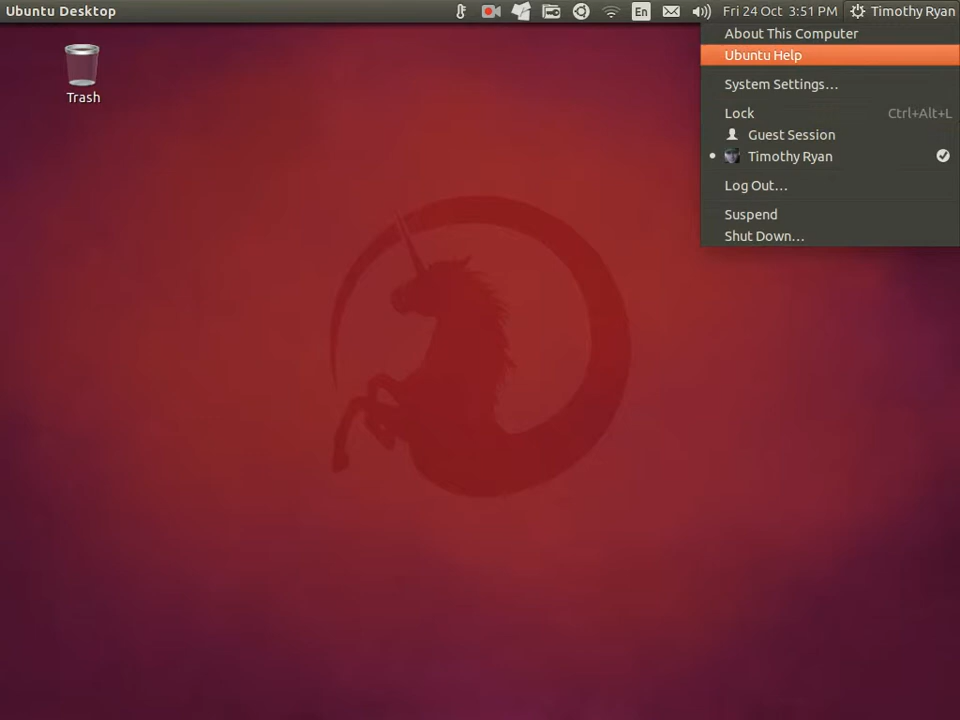 Ubuntu Desktop
En
Fri 24 Oct 3:51 PM
Timothy Ryan
Trash
About This Computer
Ubuntu Help
System Settings...
Lock Ctrl+Alt+L
Guest Session
Timothy Ryan
Log Out...
Suspend
Shut Down...